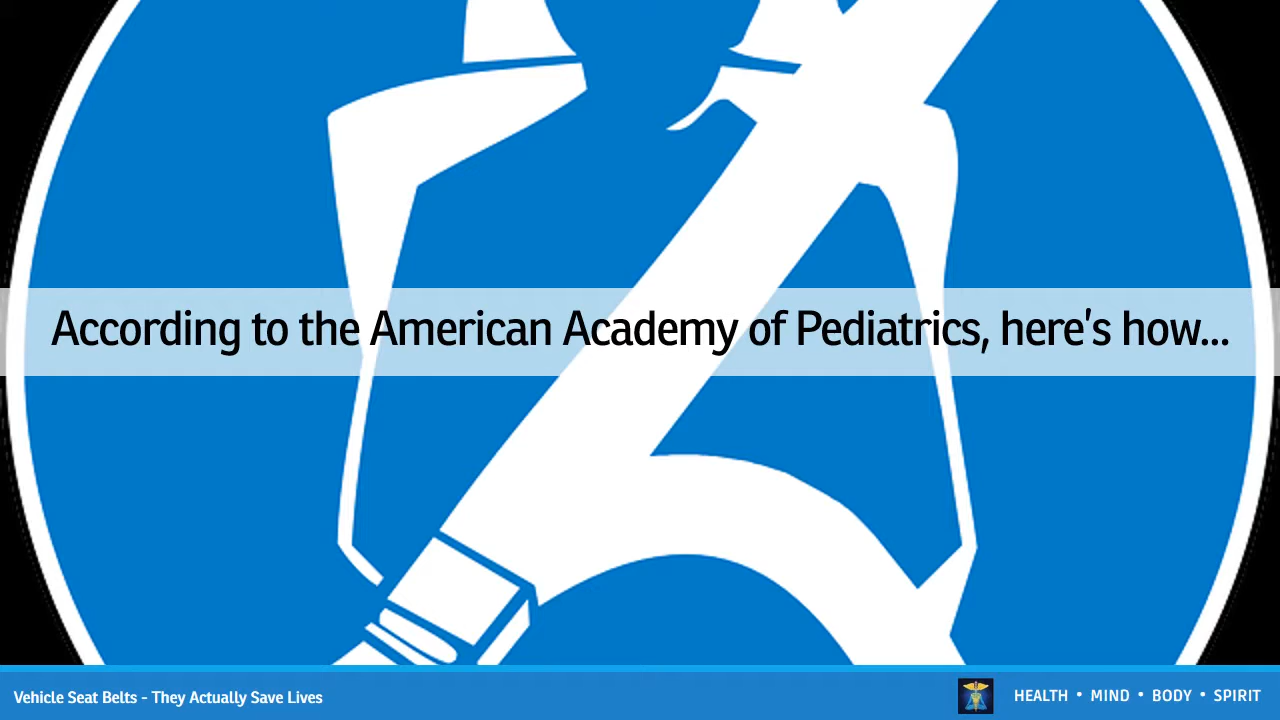 According to the American Academy of Pediatrics, here's how...
Vehicle Seat Belts - They Actually Save Lives
HEALTH • MIND • BODY • SPIRIT